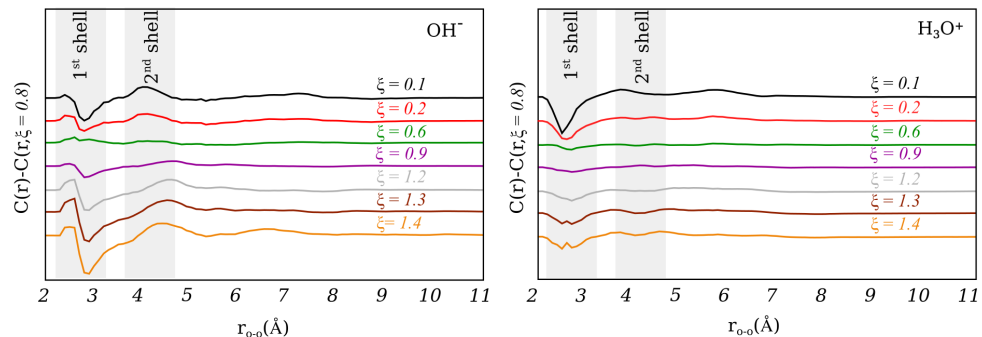 C(r)-C(r,ξ = 0.8)
1st shell
2nd shell
OH-
ξ = 0.1
ξ = 0.2
ξ = 0.6
ξ = 0.9
ξ = 1.2
ξ = 1.3
ξ= 1.4
2 3 4 5 6 7 8 9 10 11
ro-o(Å)
C(r)-C(r,ξ = 0.8)
1st shell
2nd shell
H3O+
ξ = 0.1
ξ = 0.2
ξ = 0.6
ξ = 0.9
ξ = 1.2
ξ = 1.3
ξ = 1.4
2 3 4 5 6 7 8 9 10 11
ro-o(Å)